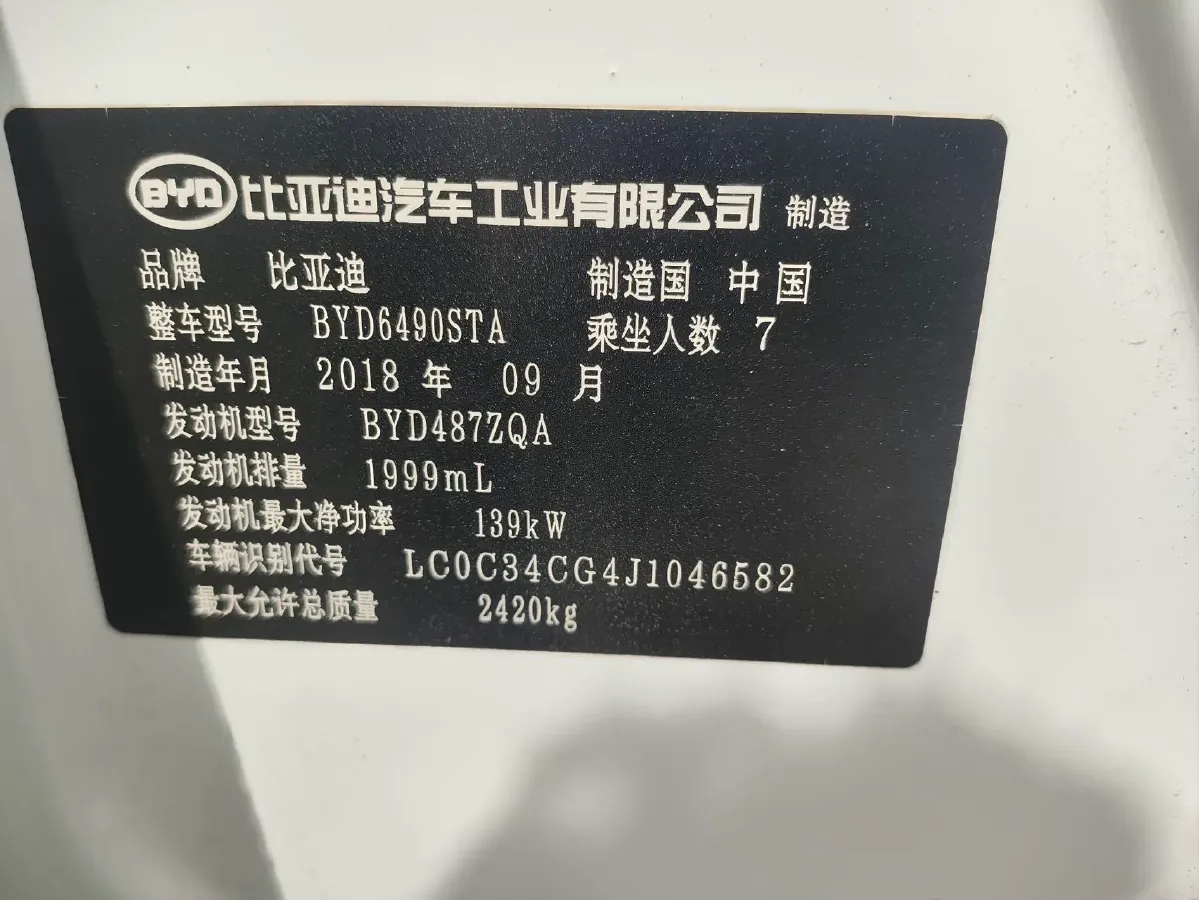 BYD 比亚迪汽车工业有限公司 制造
品牌 比亚迪 制造国 中国
整车型号 BYD6490STA 乘坐人数 7
制造年月 2018 年 09 月
发动机型号 BYD487ZQA
发动机排量 1999mL
发动机最大净功率 139kW
车辆识别代号 LC0C34CG4J1046582
最大允许总质量 2420kg